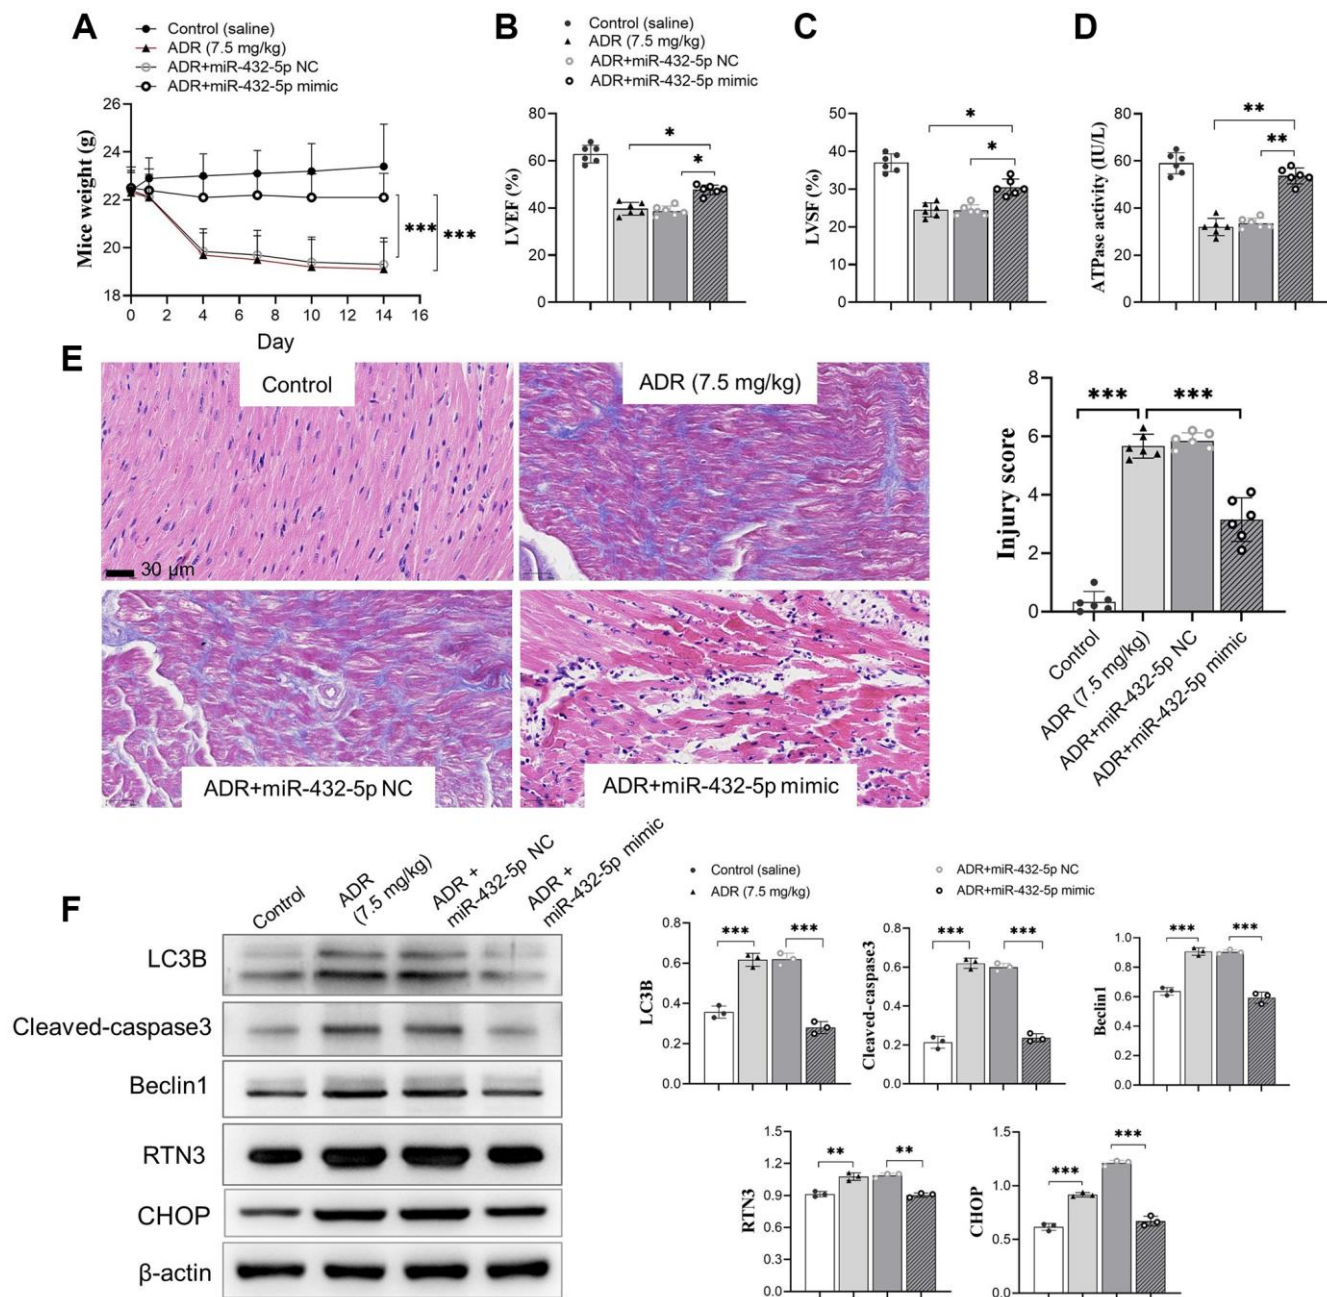 A
Control (saline)
ADR (7.5 mg/kg)
ADR+miR-432-5p NC
ADR+miR-432-5p mimic
Mice weight (g)
26
24
22
20
18
0 2 4 6 8 10 12 14 16
Day
*** ***
B
Control (saline)
ADR (7.5 mg/kg)
ADR+miR-432-5p NC
ADR+miR-432-5p mimic
LVEF (%)
80
60
40
20
0
*
*
C
LVSF (%)
50
40
30
20
10
0
*
*
D
ATPase activity (IU/L)
80
60
40
20
0
**
**
E
Control
30 µm
ADR (7.5 mg/kg)
ADR+miR-432-5p NC
ADR+miR-432-5p mimic
Injury score
8
6
4
2
0
*** ***
Control
ADR (7.5 mg/kg)
ADR+miR-432-5p NC
ADR+miR-432-5p mimic
F
Control
ADR
(7.5 mg/kg)
ADR +
miR-432-5p NC
ADR +
miR-432-5p mimic
LC3B
Cleaved-caspase3
Beclin1
RTN3
CHOP
β-actin
Control (saline)
ADR (7.5 mg/kg)
ADR+miR-432-5p NC
ADR+miR-432-5p mimic
LC3B
0.8
0.6
0.4
0.2
0.0
*** ***
Cleaved-caspase3
0.8
0.6
0.4
0.2
0.0
*** ***
Beclin1
1.0
0.8
0.6
0.4
0.2
0.0
*** ***
RTN3
1.5
1.2
0.9
0.6
0.3
0.0
** **
CHOP
1.5
1.0
0.5
0.0
*** ***